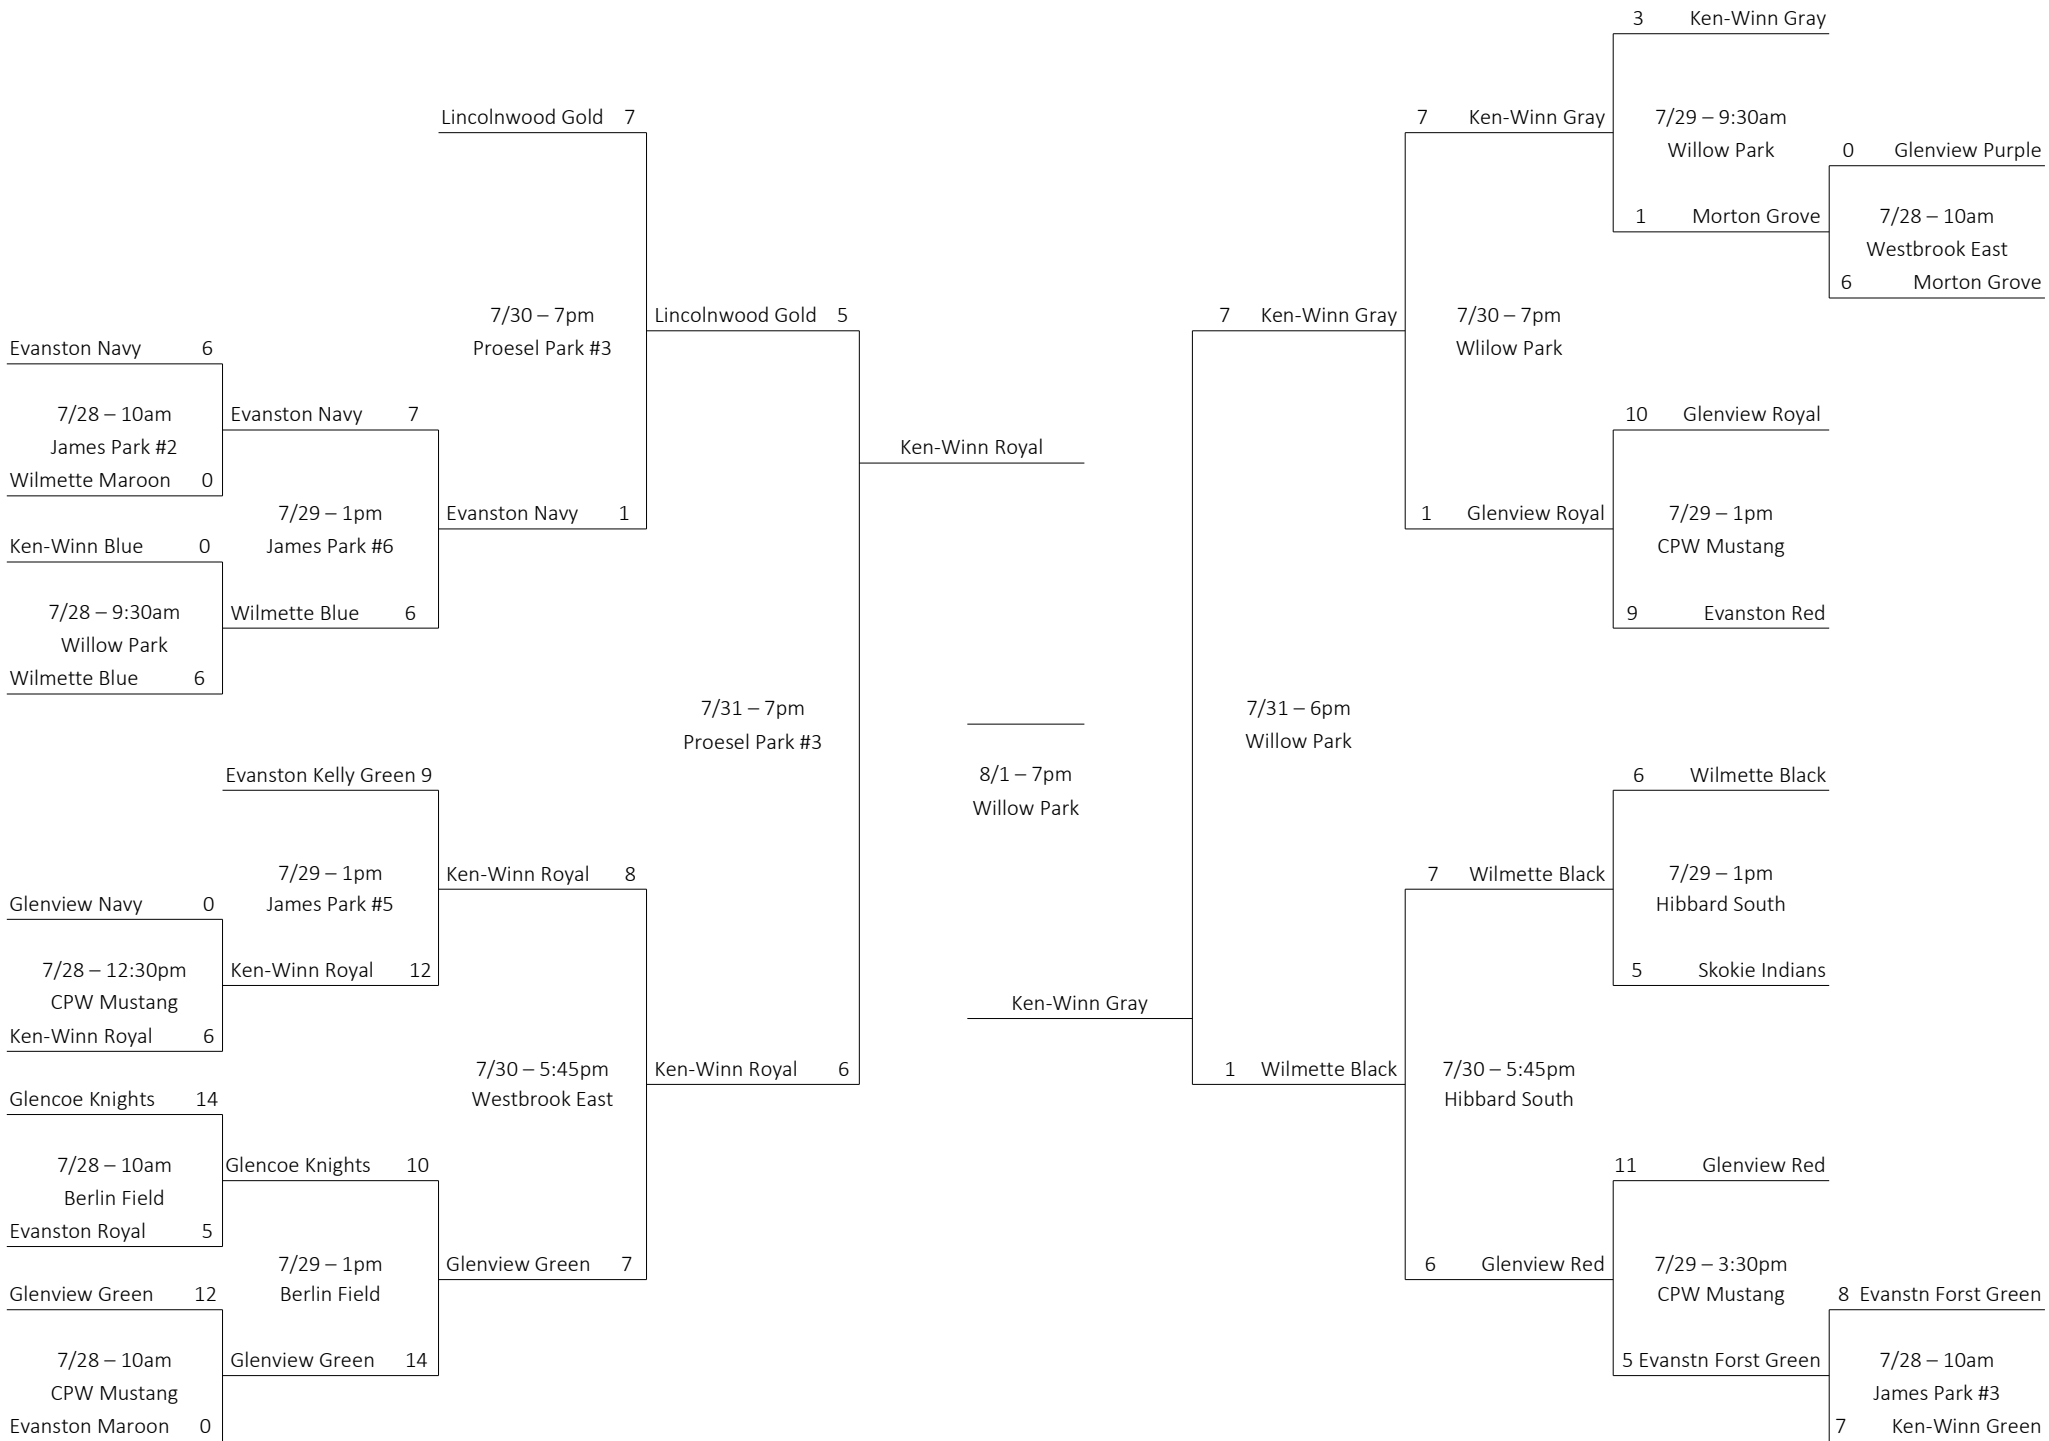 3 Ken-Winn Gray
Lincolnwood Gold 7
7 Ken-Winn Gray
7/29 – 9:30am
Willow Park
0 Glenview Purple
1 Morton Grove
7/28 – 10am
Westbrook East
6 Morton Grove
7/30 – 7pm
Proesel Park #3
Lincolnwood Gold 5
7 Ken-Winn Gray
7/30 – 7pm
Wlilow Park
Evanston Navy 6
7/28 – 10am
James Park #2
Wilmette Maroon 0
Evanston Navy 7
10 Glenview Royal
Ken-Winn Royal
7/29 – 1pm
James Park #6
Evanston Navy 1
1 Glenview Royal
7/29 – 1pm
CPW Mustang
Ken-Winn Blue 0
7/28 – 9:30am
Willow Park
Wilmette Blue 6
Wilmette Blue 6
9 Evanston Red
7/31 – 7pm
Proesel Park #3
7/31 – 6pm
Willow Park
8/1 – 7pm
Willow Park
Evanston Kelly Green 9
6 Wilmette Black
7/29 – 1pm
James Park #5
Ken-Winn Royal 8
7 Wilmette Black
7/29 – 1pm
Hibbard South
Glenview Navy 0
7/28 – 12:30pm
CPW Mustang
Ken-Winn Royal 6
Ken-Winn Royal 12
5 Skokie Indians
Ken-Winn Gray
7/30 – 5:45pm
Westbrook East
Ken-Winn Royal 6
1 Wilmette Black
7/30 – 5:45pm
Hibbard South
Glencoe Knights 14
7/28 – 10am
Berlin Field
Evanston Royal 5
Glencoe Knights 10
11 Glenview Red
7/29 – 1pm
Berlin Field
Glenview Green 7
6 Glenview Red
7/29 – 3:30pm
CPW Mustang
Glenview Green 12
7/28 – 10am
CPW Mustang
Evanston Maroon 0
Glenview Green 14
8 Evanstn Forst Green
5 Evanstn Forst Green
7/28 – 10am
James Park #3
7 Ken-Winn Green